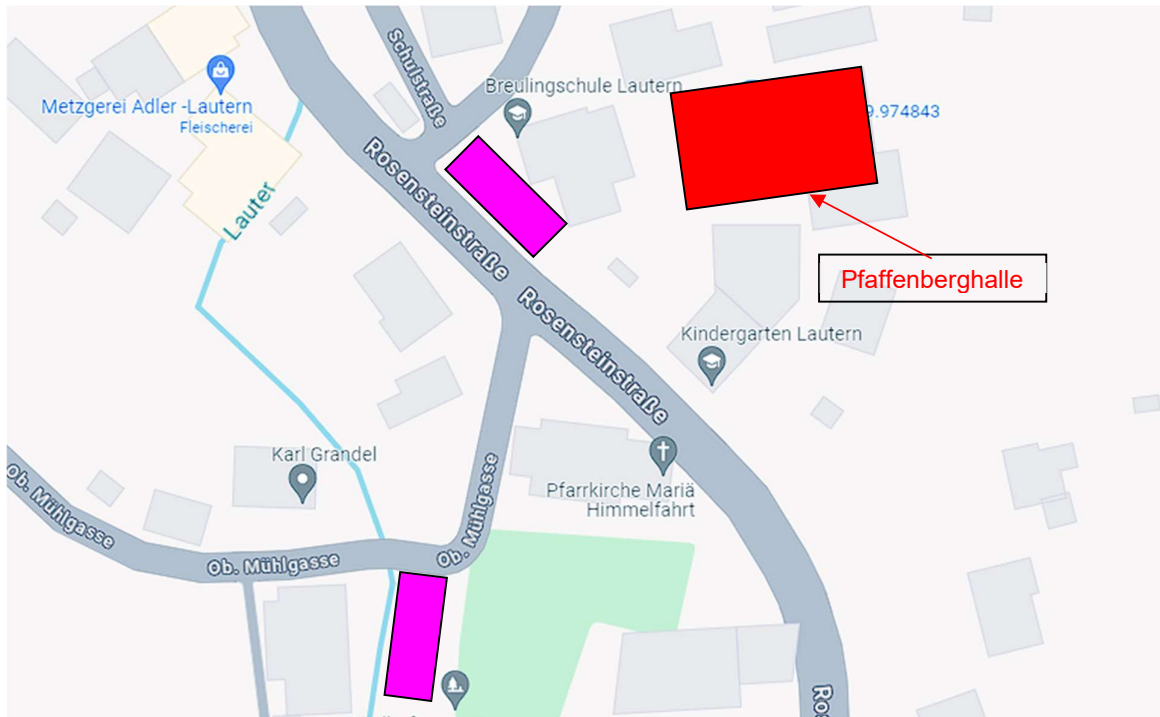 Schulstraße
Breulingschule Lautern
Metzgerei Adler -Lautern
Fleischerei
9.974843
Rosensteinstraße
Lauter
Pfaffenberghalle
Rosensteinstraße
Kindergarten Lautern
Karl Grandel
Pfarrkirche Mariä
Himmelfahrt
Ob. Mühlgasse
Ob. Mühlgasse
Ob. Mühlgasse